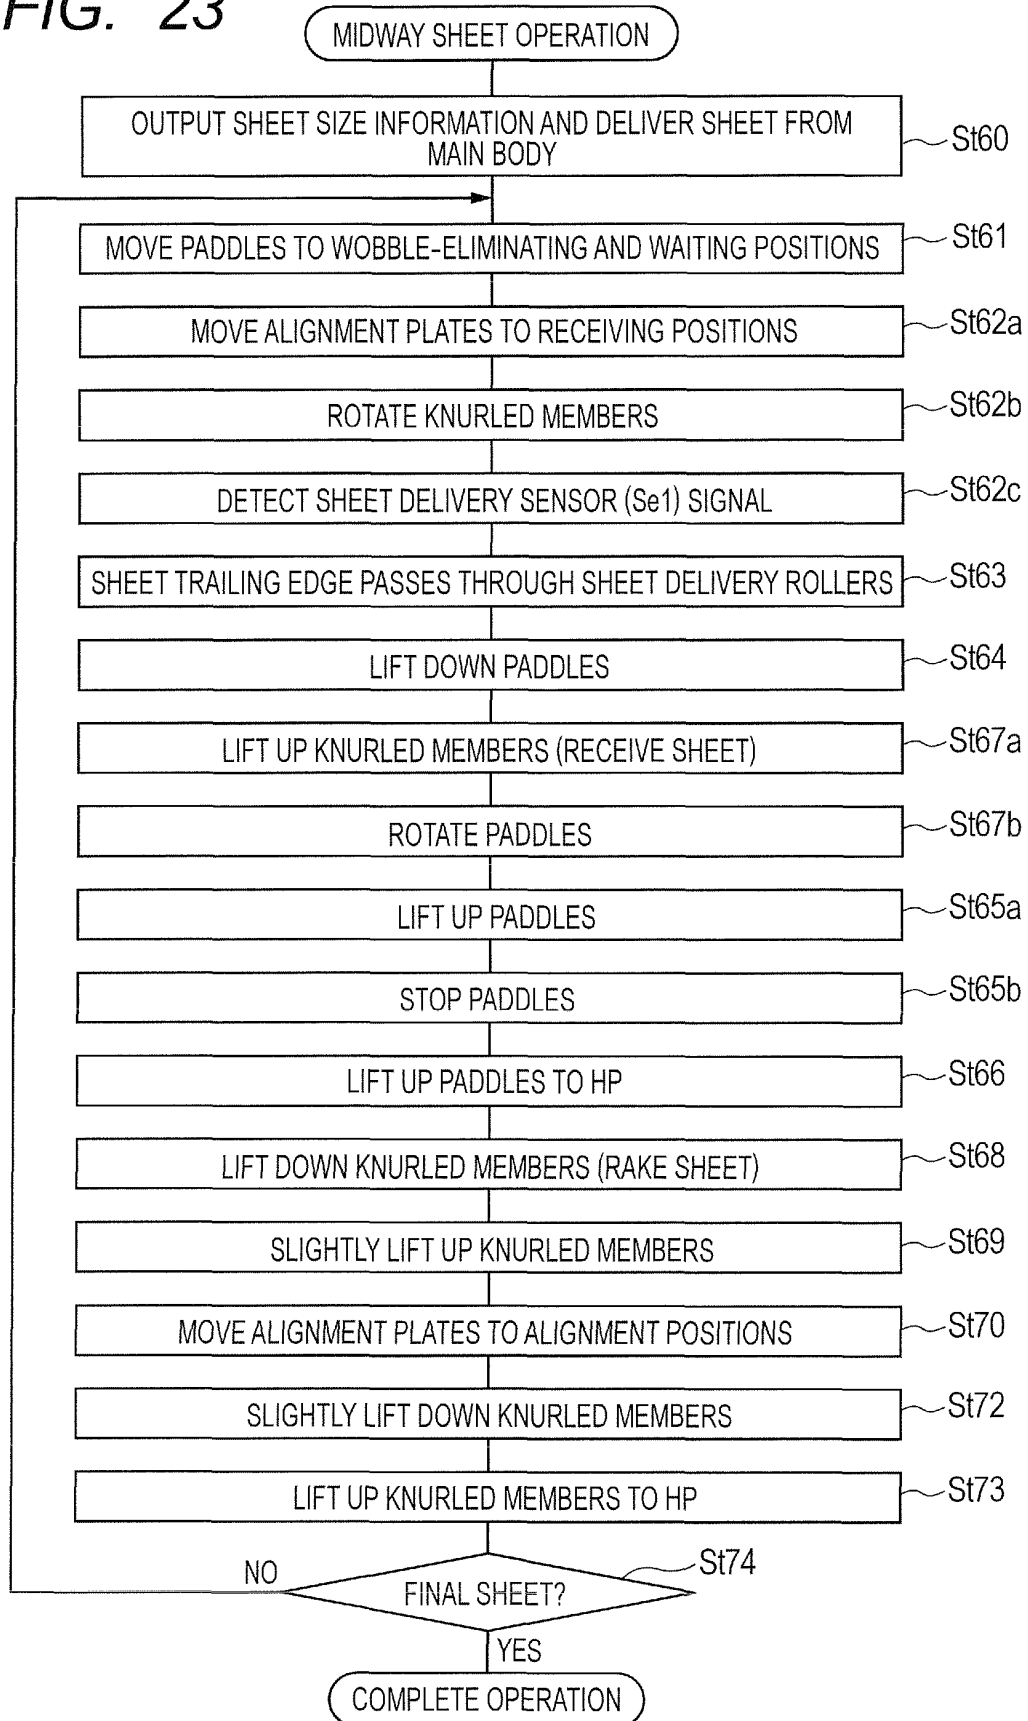 FIG. 23
MIDWAY SHEET OPERATION
OUTPUT SHEET SIZE INFORMATION AND DELIVER SHEET FROM
MAIN BODY
St60
MOVE PADDLES TO WOBBLE-ELIMINATING AND WAITING POSITIONS
St61
MOVE ALIGNMENT PLATES TO RECEIVING POSITIONS
St62a
ROTATE KNURLED MEMBERS
St62b
DETECT SHEET DELIVERY SENSOR (Se1) SIGNAL
St62c
SHEET TRAILING EDGE PASSES THROUGH SHEET DELIVERY ROLLERS
St63
LIFT DOWN PADDLES
St64
LIFT UP KNURLED MEMBERS (RECEIVE SHEET)
St67a
ROTATE PADDLES
St67b
LIFT UP PADDLES
St65a
STOP PADDLES
St65b
LIFT UP PADDLES TO HP
St66
LIFT DOWN KNURLED MEMBERS (RAKE SHEET)
St68
SLIGHTLY LIFT UP KNURLED MEMBERS
St69
MOVE ALIGNMENT PLATES TO ALIGNMENT POSITIONS
St70
SLIGHTLY LIFT DOWN KNURLED MEMBERS
St72
LIFT UP KNURLED MEMBERS TO HP
St73
St74
NO
FINAL SHEET?
YES
COMPLETE OPERATION